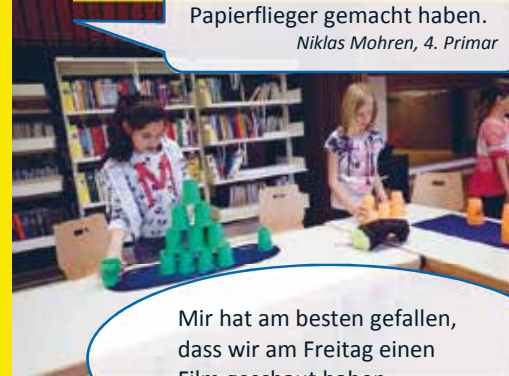 Papierflieger gemacht haben.
Niklas Mohren, 4. Primar
M
Mir hat am besten gefallen,
dass wir am Freitag einen
Film geschaut haben